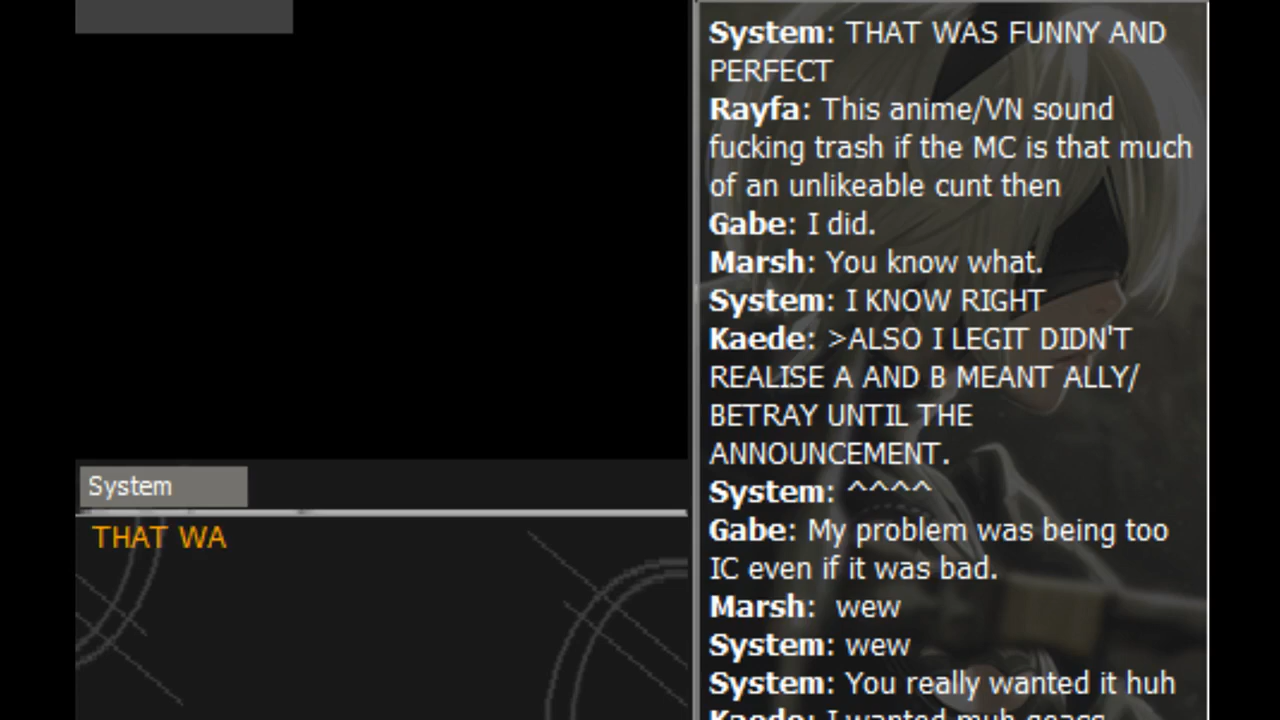 System
THAT WA
System: THAT WAS FUNNY AND
PERFECT
Rayfa: This anime/VN sound
fucking trash if the MC is that much
of an unlikeable cunt then
Gabe: I did.
Marsh: You know what.
System: I KNOW RIGHT
Kaede: >ALSO I LEGIT DIDN'T
REALISE A AND B MEANT ALLY/
BETRAY UNTIL THE
ANNOUNCEMENT.
System: ^^^^
Gabe: My problem was being too
IC even if it was bad.
Marsh:  wew
System: wew
System: You really wanted it huh
Kaede: I wanted muh